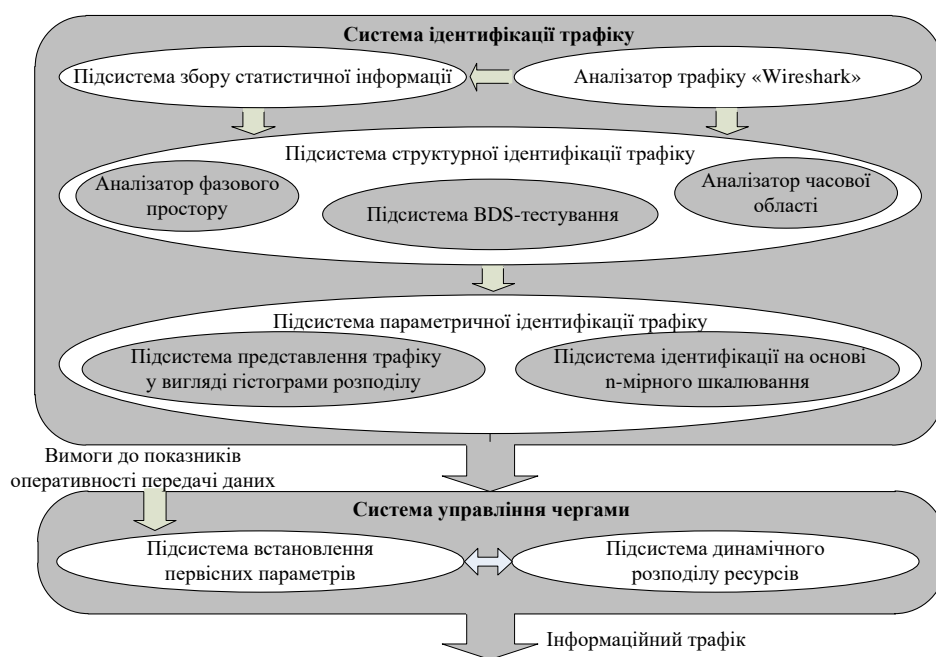 Система ідентифікації трафіку
Підсистема збору статистичної інформації
Аналізатор трафіку «Wireshark»
Підсистема структурної ідентифікації трафіку
Аналізатор фазового
простору
Підсистема BDS-тестування
Аналізатор часової
області
Підсистема параметричної ідентифікації трафіку
Підсистема представлення трафіку
у вигляді гістограми розподілу
Підсистема ідентифікації на основі
n-мірного шкалювання
Вимоги до показників
оперативності передачі даних
Система управління чергами
Підсистема встановлення
первісних параметрів
Підсистема динамічного
розподілу ресурсів
Інформаційний трафік